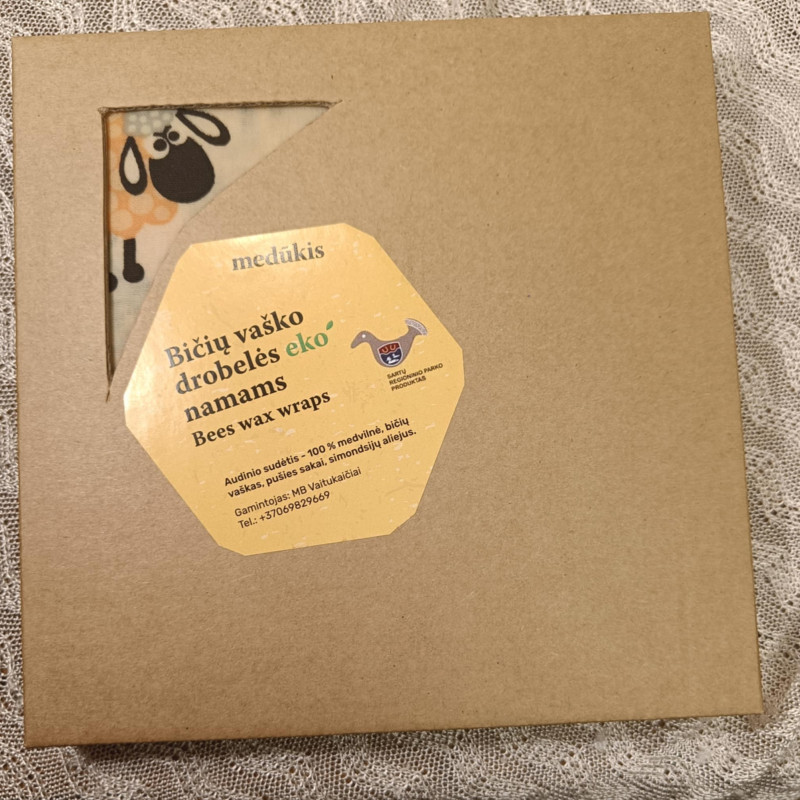 medūkis
Bičių vaško
drobelės eko
namams
Bees wax wraps
SARTŲ
REGIONINIO PARKO
PRODUKTAS
Audinio sudėtis - 100 % medvilnė, bičių
vaškas, pušies sakai, simondsijų aliejus.
Gamintojas: MB Vaitukaičiai
Tel.: +37069829669